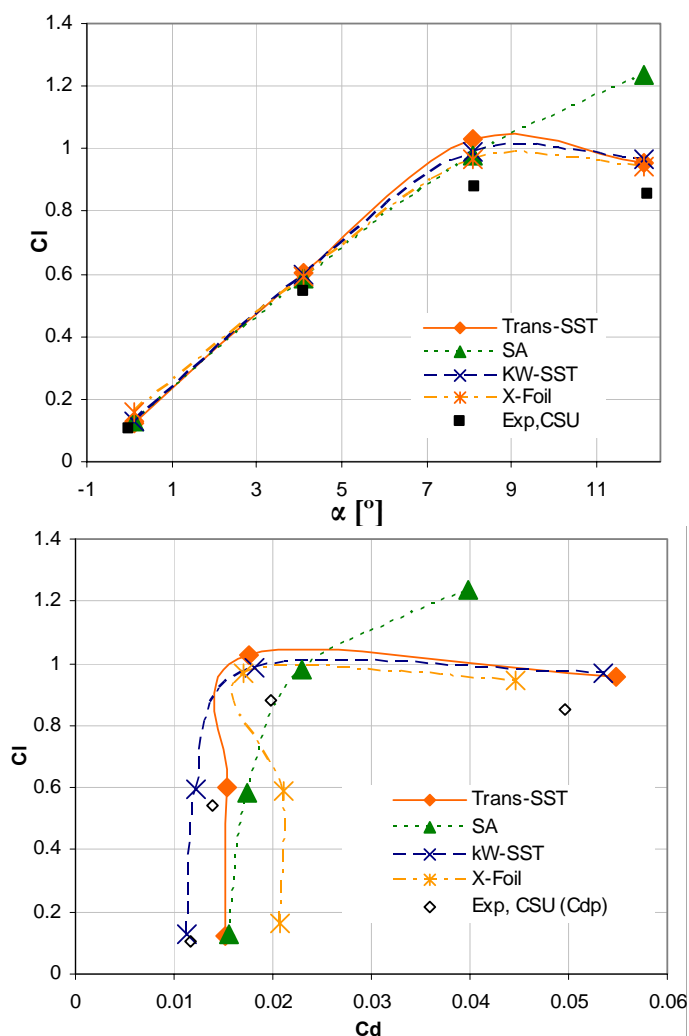 1.4
1.2
1
0.8
0.6
0.4
0.2
0
Cl
-1 1 3 5 7 9 11
α [º]
Trans-SST
SA
KW-SST
X-Foil
Exp,CSU
1.4
1.2
1
0.8
0.6
0.4
0.2
0
Cl
0 0.01 0.02 0.03 0.04 0.05 0.06
Cd
Trans-SST
SA
kW-SST
X-Foil
Exp, CSU (Cdp)